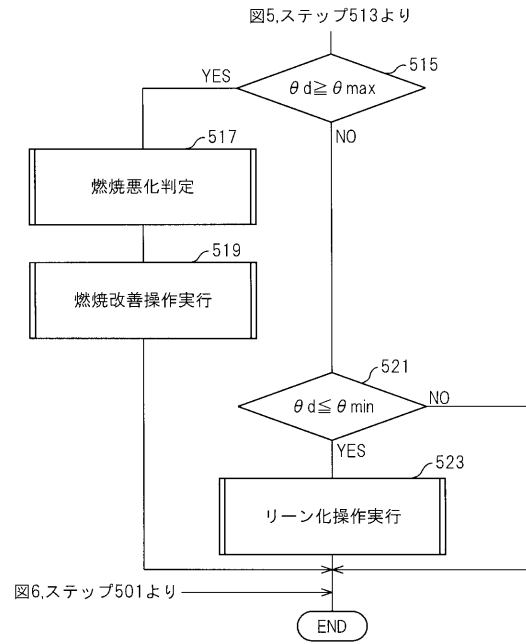 図5,ステップ513より
515
YES
θd≧θmax
NO
517
燃焼悪化判定
519
燃焼改善操作実行
521
θd≦θmin
NO
YES
523
リーン化操作実行
図6,ステップ501より
END